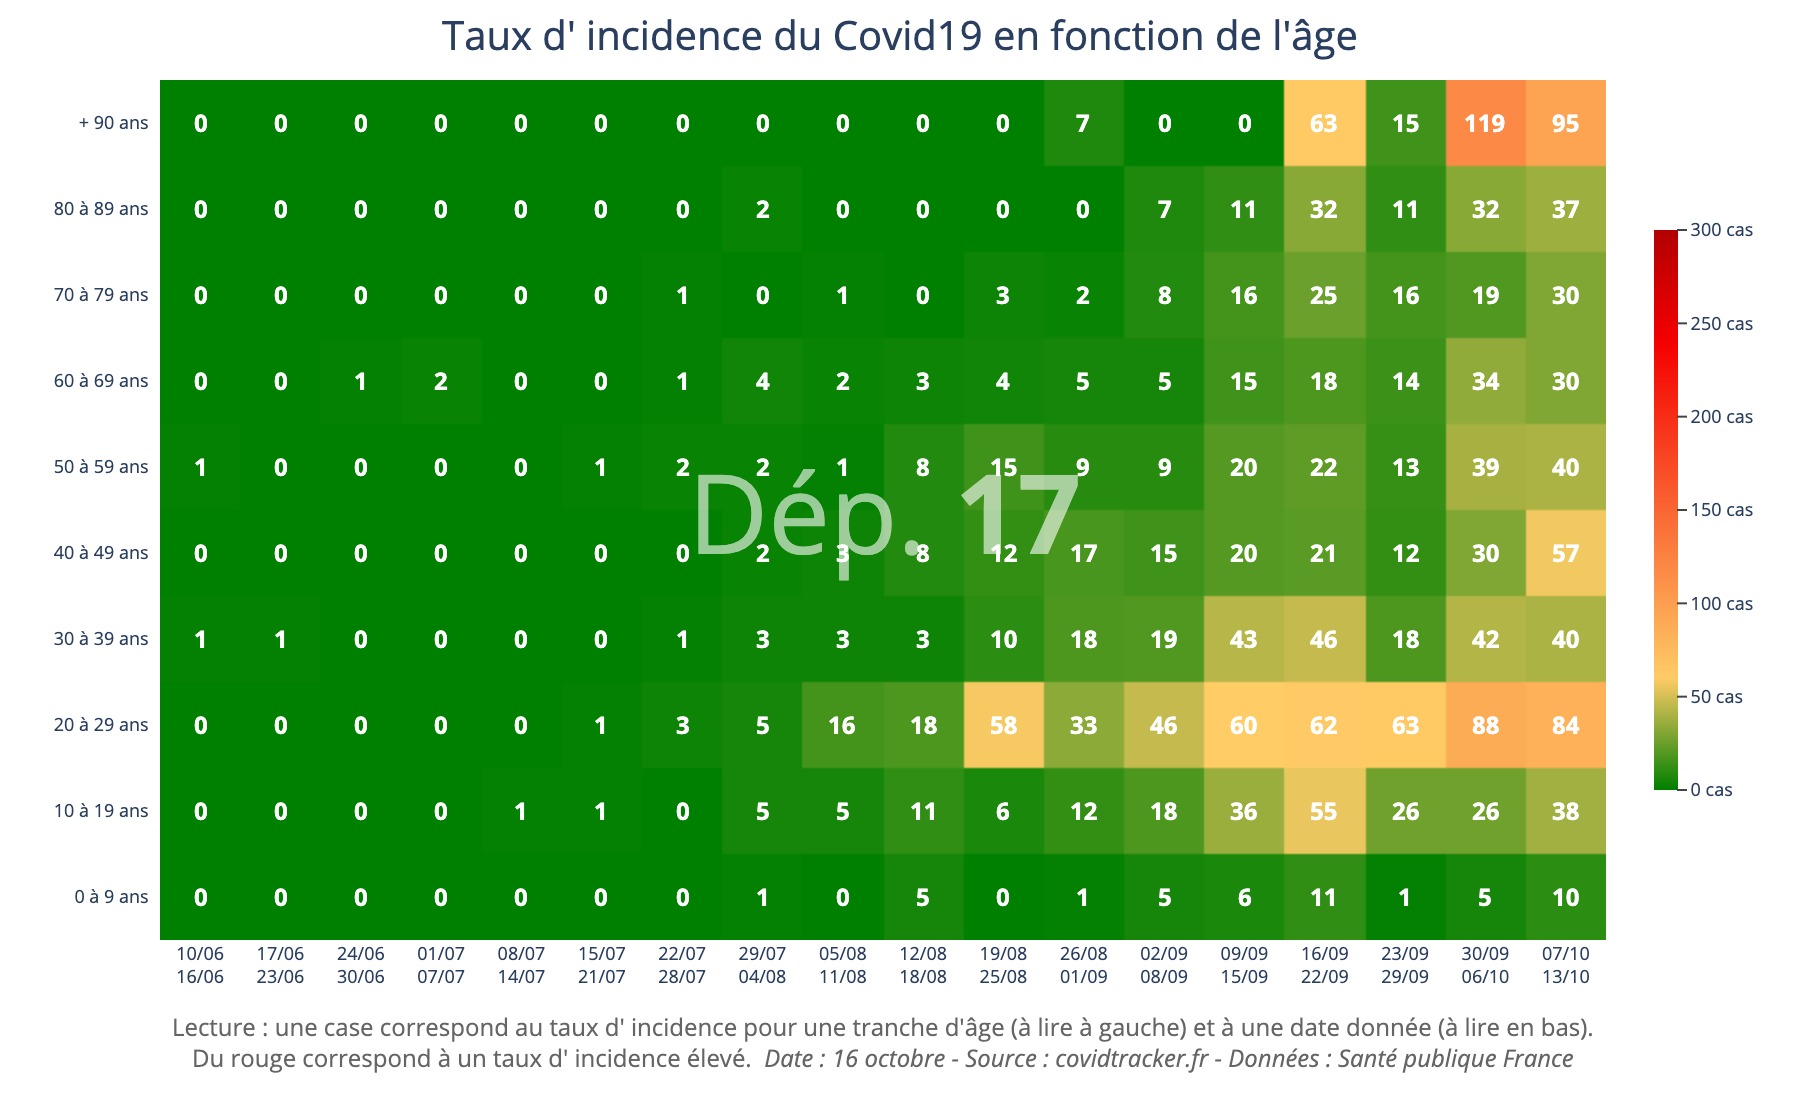 Taux d' incidence du Covid19 en fonction de l'âge
+ 90 ans 0 0 0 0 0 0 0 0 0 0 0 7 0 0 63 15 119 95
80 à 89 ans 0 0 0 0 0 0 0 2 0 0 0 0 7 11 32 11 32 37
70 à 79 ans 0 0 0 0 0 0 1 0 1 0 3 2 8 16 25 16 19 30
60 à 69 ans 0 0 1 2 0 0 1 4 2 3 4 5 5 15 18 14 34 30
50 à 59 ans 1 0 0 0 0 1 2 2 1 8 15 9 9 20 22 13 39 40
Dép. 17
40 à 49 ans 0 0 0 0 0 0 0 2 3 8 12 17 15 20 21 12 30 57
30 à 39 ans 1 1 0 0 0 0 1 3 3 3 10 18 19 43 46 18 42 40
20 à 29 ans 0 0 0 0 0 1 3 5 16 18 58 33 46 60 62 63 88 84
10 à 19 ans 0 0 0 0 1 1 0 5 5 11 6 12 18 36 55 26 26 38
0 à 9 ans 0 0 0 0 0 0 0 1 0 5 0 1 5 6 11 1 5 10
10/06 17/06 24/06 01/07 08/07 15/07 22/07 29/07 05/08 12/08 19/08 26/08 02/09 09/09 16/09 23/09 30/09 07/10
16/06 23/06 30/06 07/07 14/07 21/07 28/07 04/08 11/08 18/08 25/08 01/09 08/09 15/09 22/09 29/09 06/10 13/10
300 cas
250 cas
200 cas
150 cas
100 cas
50 cas
0 cas
Lecture : une case correspond au taux d' incidence pour une tranche d'âge (à lire à gauche) et à une date donnée (à lire en bas).
Du rouge correspond à un taux d' incidence élevé. Date : 16 octobre - Source : covidtracker.fr - Données : Santé publique France